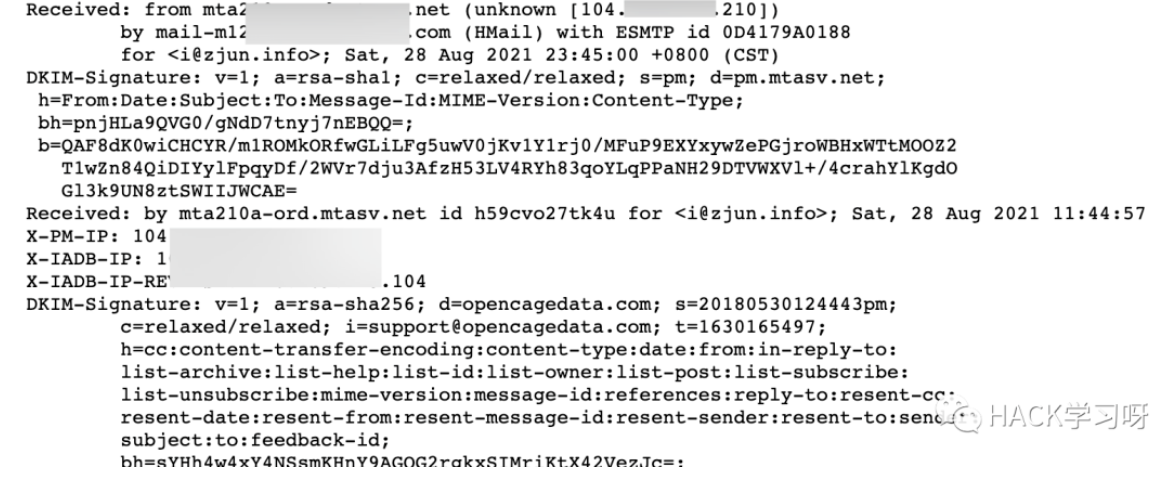 Received: from mta2 .net (unknown [104. .210])
by mail-m12 .com (HMail) with ESMTP id 0D4179A0188
for <i@zjun.info>; Sat, 28 Aug 2021 23:45:00 +0800 (CST)
DKIM-Signature: v=1; a=rsa-sha1; c=relaxed/relaxed; s=pm; d=pm.mtasv.net;
h=From:Date:Subject:To:Message-Id:MIME-Version:Content-Type;
bh=pnjHLa9QVG0/gNdD7tnyj7nEBQQ=;
b=QAF8dK0wiCHCYR/m1ROMkORfwGLiLFg5uwV0jKv1Y1rj0/MFuP9EXYxywZePGjroWBHxWTtMOOZ2
T1wZn84QiDIYylFpqyDf/2WVr7dju3AfzH53LV4RYh83qoYLqPPaNH29DTVWXVl+/4crahYlKgdO
Gl3k9UN8ztSWIIJWCAE=
Received: by mta210a-ord.mtasv.net id h59cvo27tk4u for <i@zjun.info>; Sat, 28 Aug 2021 11:44:57
X-PM-IP: 104
X-IADB-IP: 1
X-IADB-IP-RE .104
DKIM-Signature: v=1; a=rsa-sha256; d=opencagedata.com; s=20180530124443pm;
c=relaxed/relaxed; i=support@opencagedata.com; t=1630165497;
h=cc:content-transfer-encoding:content-type:date:from:in-reply-to:
list-archive:list-help:list-id:list-owner:list-post:list-subscribe:
list-unsubscribe:mime-version:message-id:references:reply-to:resent-cc:
resent-date:resent-from:resent-message-id:resent-sender:resent-to:sender:
subject:to:feedback-id;
bh=sYHh4w4xY4NSsmKHnY9AGOG2rqkxSIMriKtX42VezJc=;
HACK学习呀